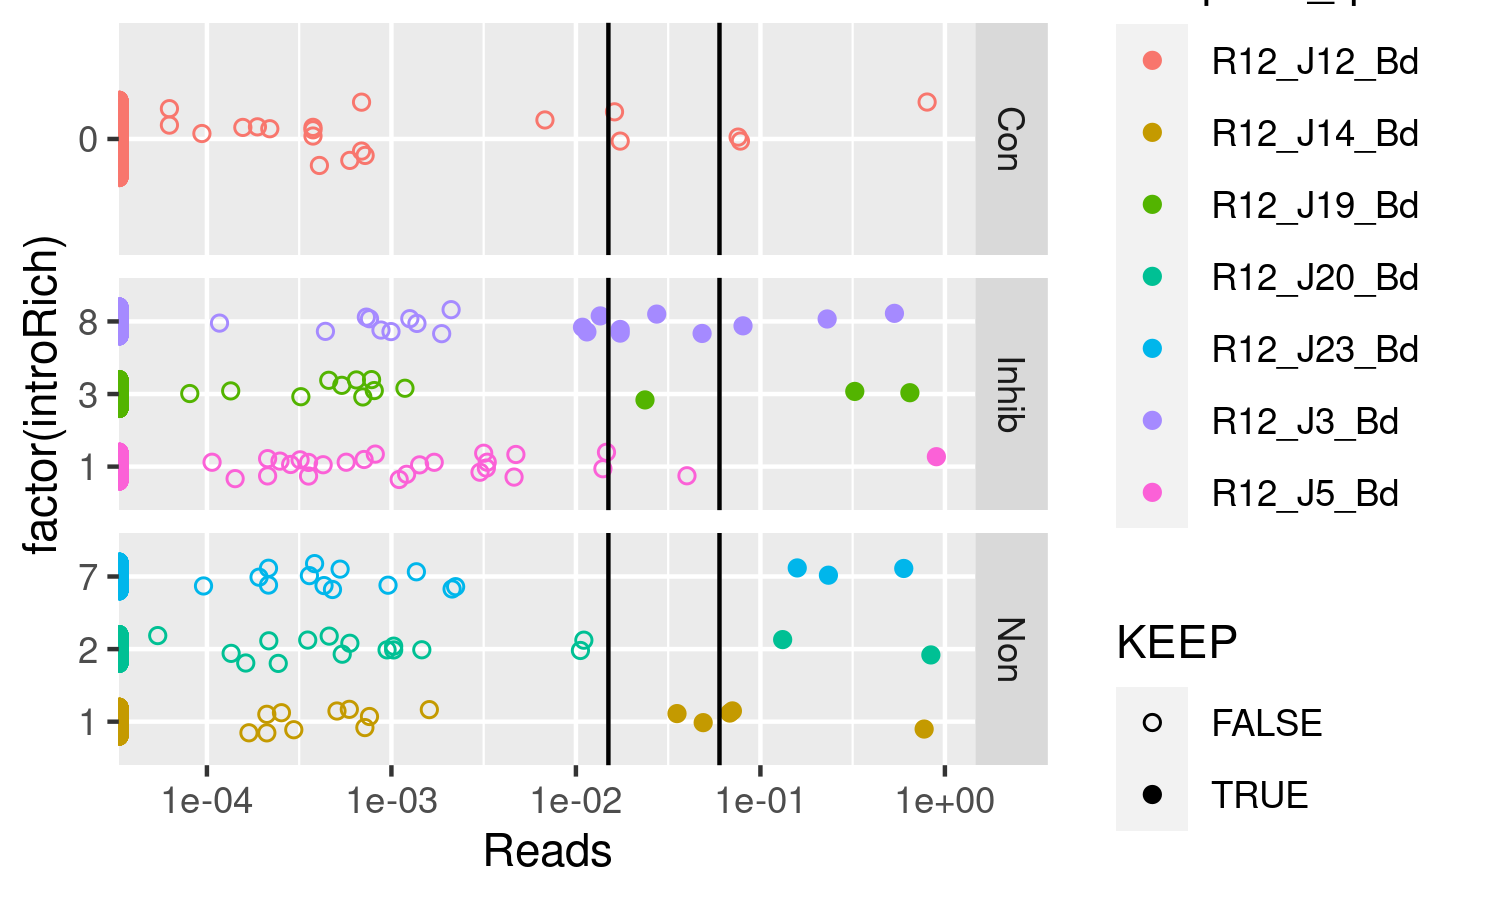 R12_J12_Bd
R12_J14_Bd
R12_J19_Bd
R12_J20_Bd
R12_J23_Bd
R12_J3_Bd
R12_J5_Bd
KEEP
FALSE
TRUE
factor(introRich)
0
Con
8
3
1
Inhib
7
2
1
Non
1e-04 1e-03 1e-02 1e-01 1e+00
Reads